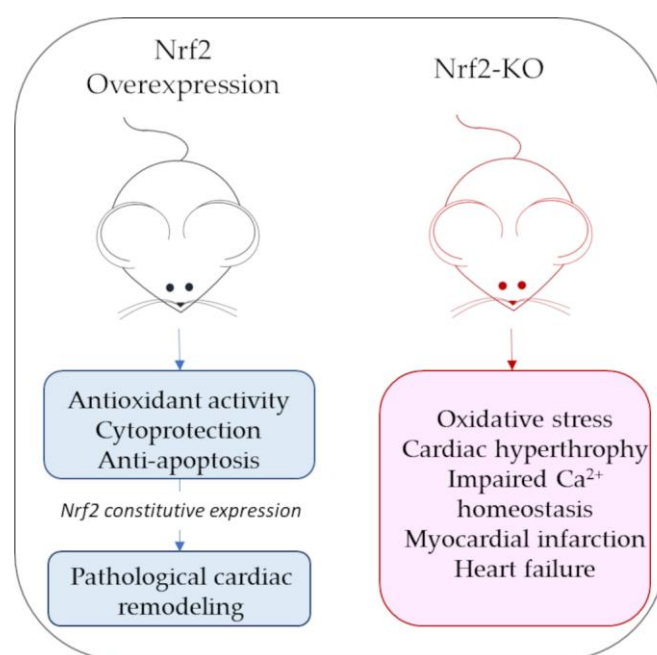 Nrf2
Overexpression
Antioxidant activity
Cytoprotection
Anti-apoptosis
Nrf2 constitutive expression
Pathological cardiac
remodeling
Nrf2-KO
Oxidative stress
Cardiac hyperthrophy
Impaired Ca²⁺
homeostasis
Myocardial infarction
Heart failure